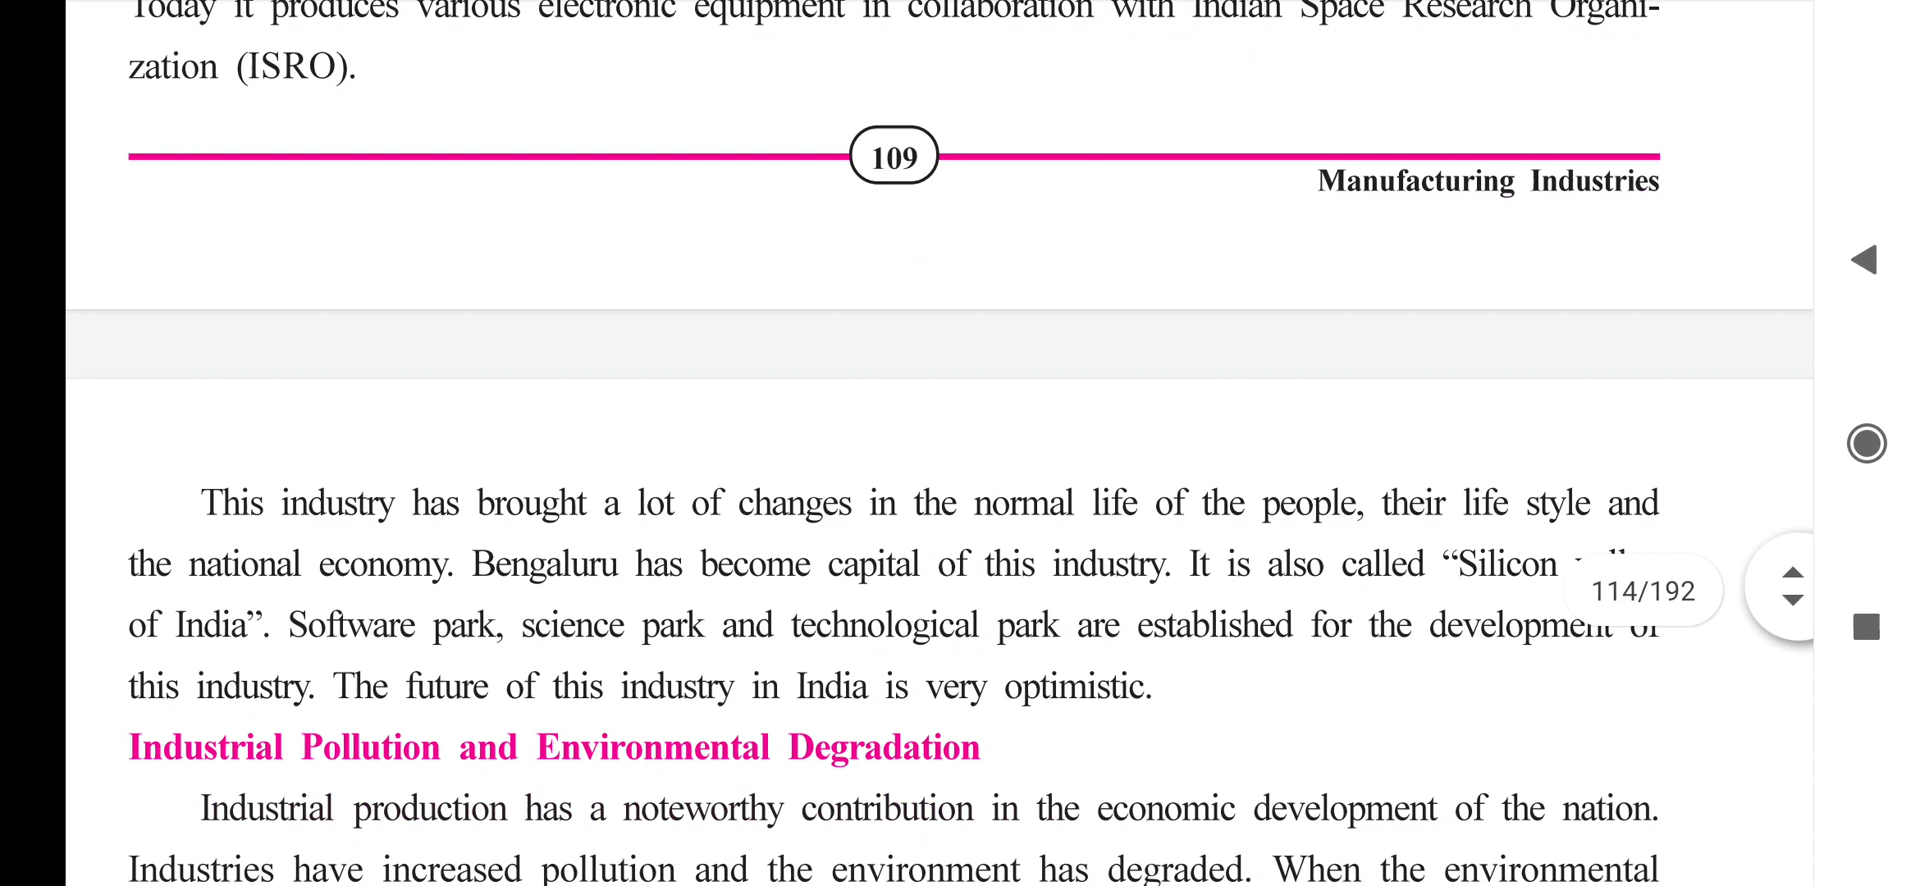 Today it produces various electronic equipment in collaboration with Indian Space Research Organi-
zation (ISRO).
109
Manufacturing Industries
This industry has brought a lot of changes in the normal life of the people, their life style and
the national economy. Bengaluru has become capital of this industry. It is also called “Silicon
114/192
of India”. Software park, science park and technological park are established for the development of
this industry. The future of this industry in India is very optimistic.
Industrial Pollution and Environmental Degradation
Industrial production has a noteworthy contribution in the economic development of the nation.
Industries have increased pollution and the environment has degraded. When the environmental